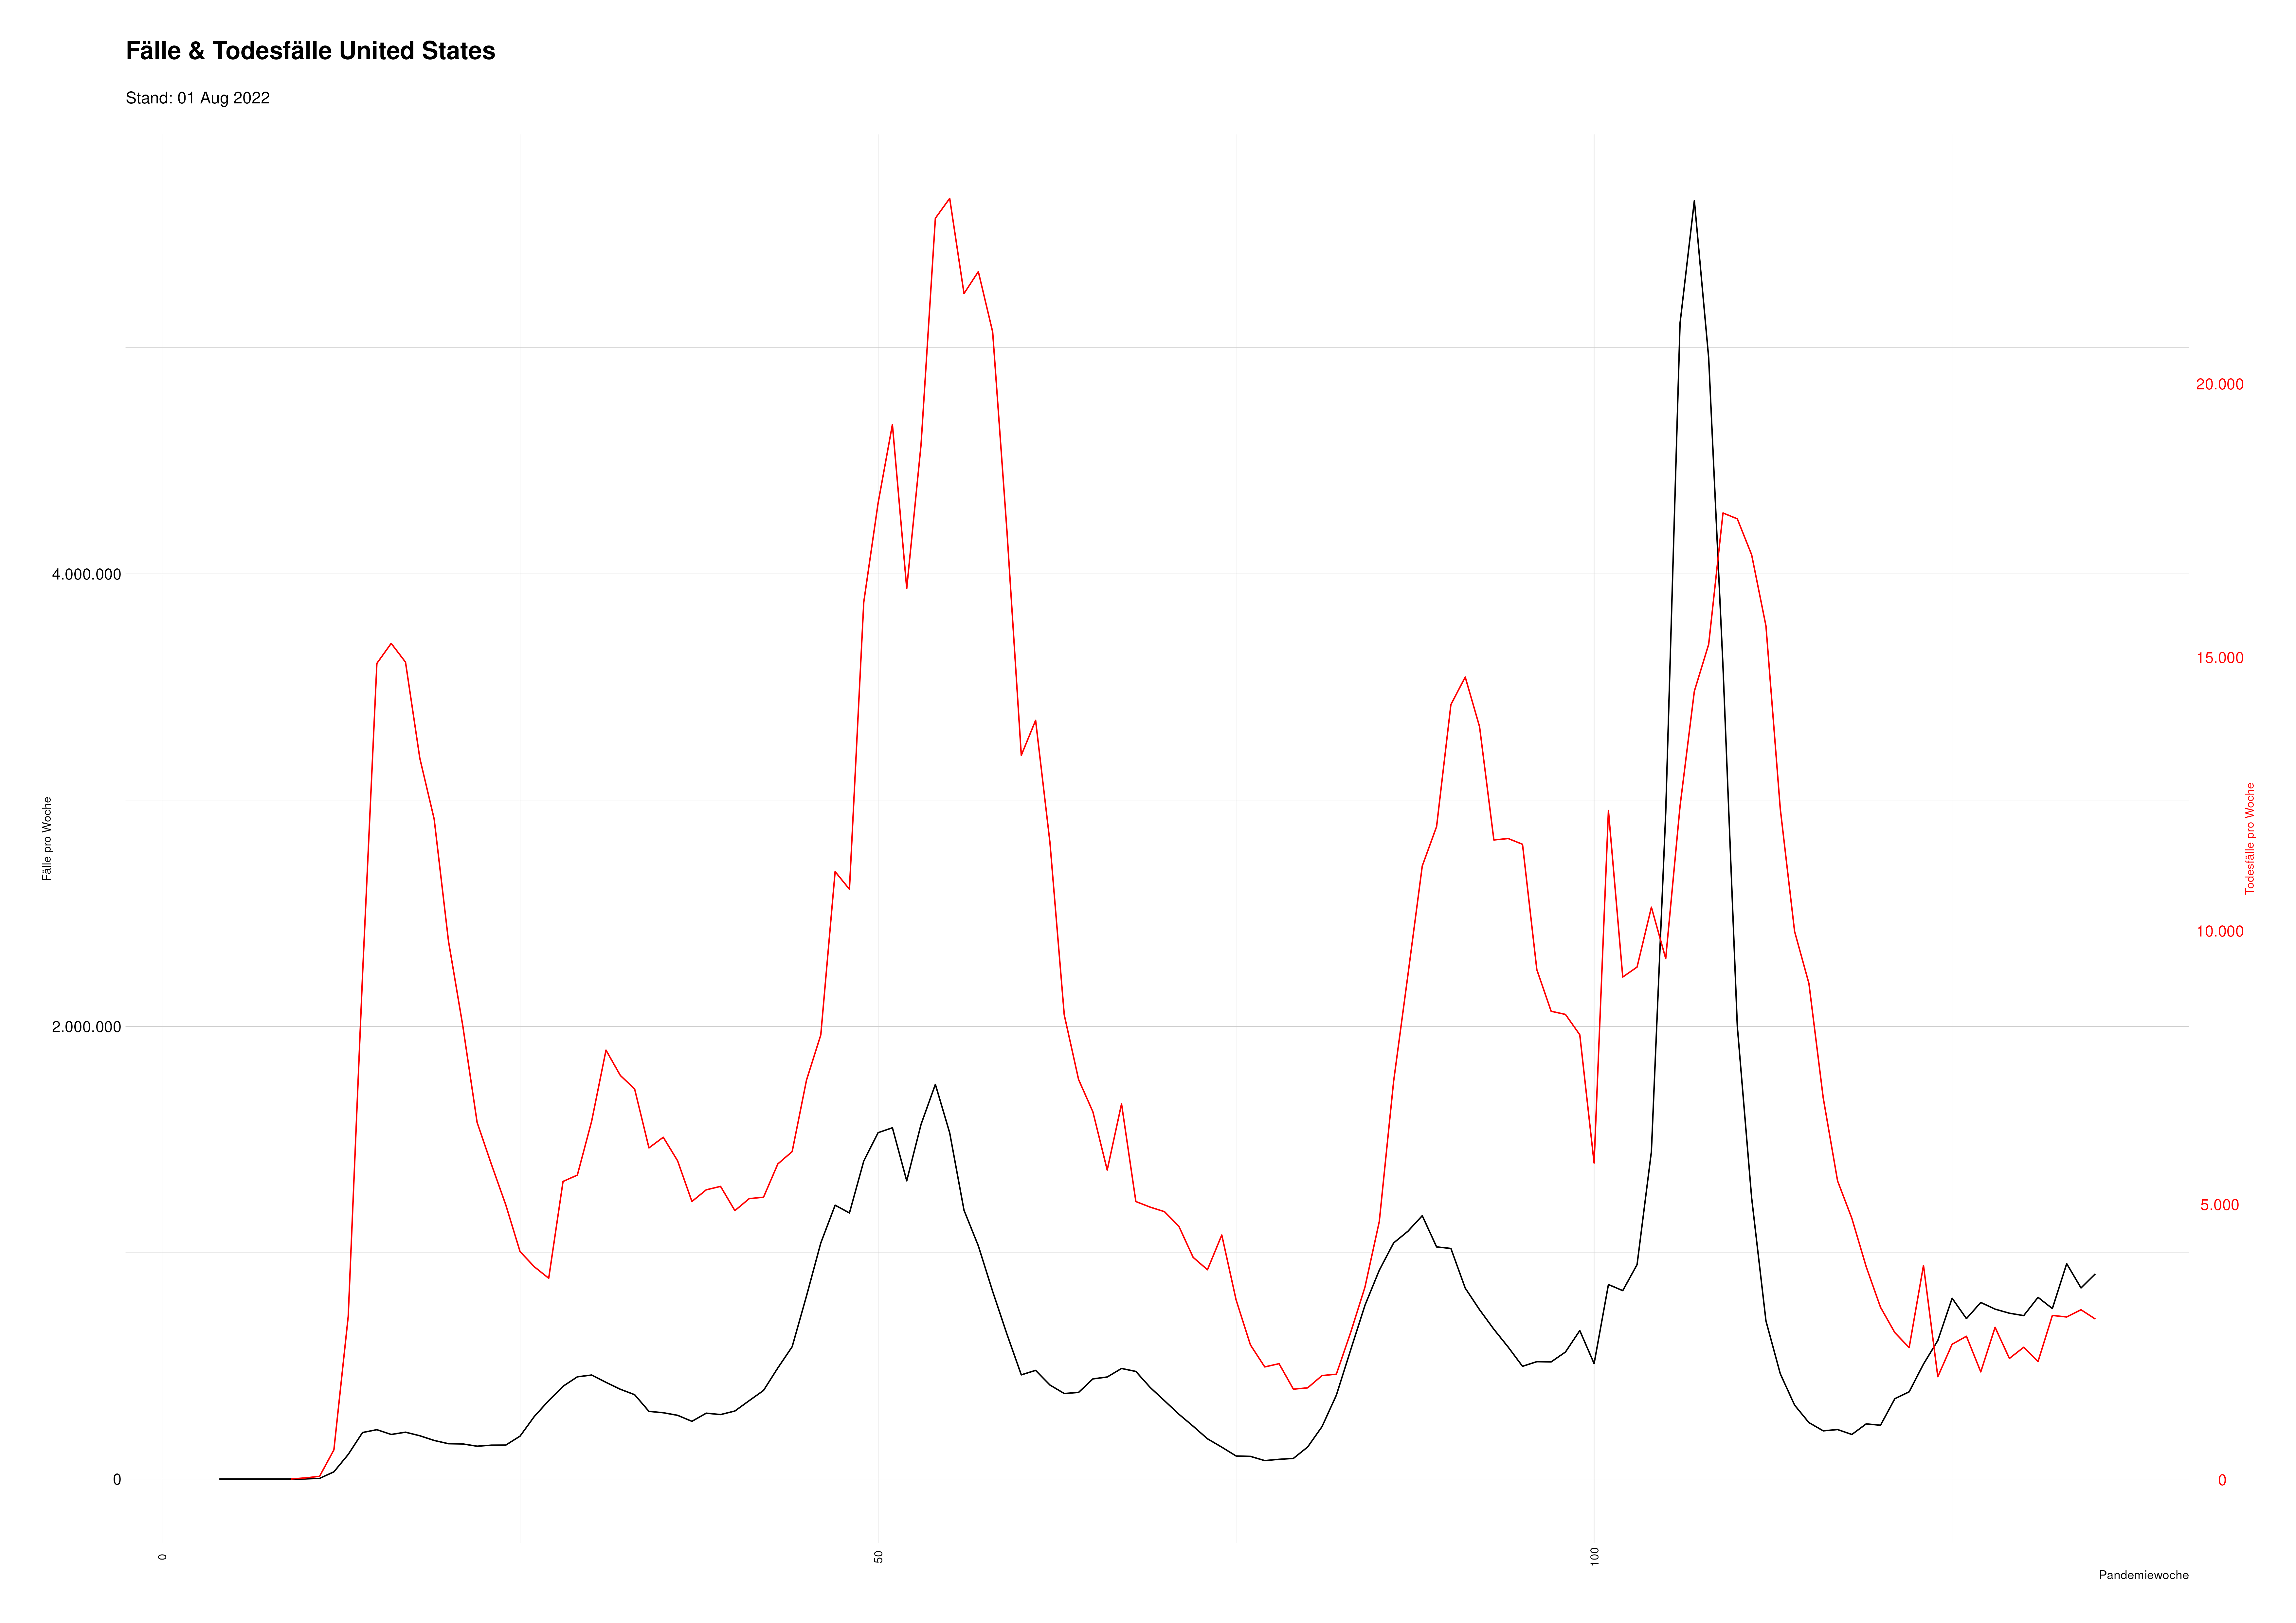 Fälle & Todesfälle United States
Stand: 01 Aug 2022
20.000
4.000.000
15.000
Fälle pro Woche
Todesfälle pro Woche
10.000
2.000.000
5.000
0
0
0
50
100
Pandemiewoche